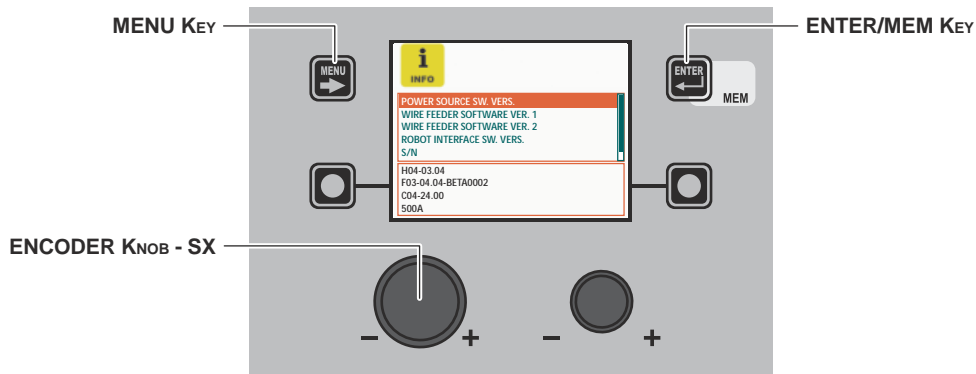 MENU KEY
ENTER/MEM KEY
MENU
i
INFO
ENTER
MEM
POWER SOURCE SW. VERS.
WIRE FEEDER SOFTWARE VER. 1
WIRE FEEDER SOFTWARE VER. 2
ROBOT INTERFACE SW. VERS.
S/N
H04-03.04
F03-04.04-BETA0002
C04-24.00
500A
ENCODER KNOB - SX
− +
− +